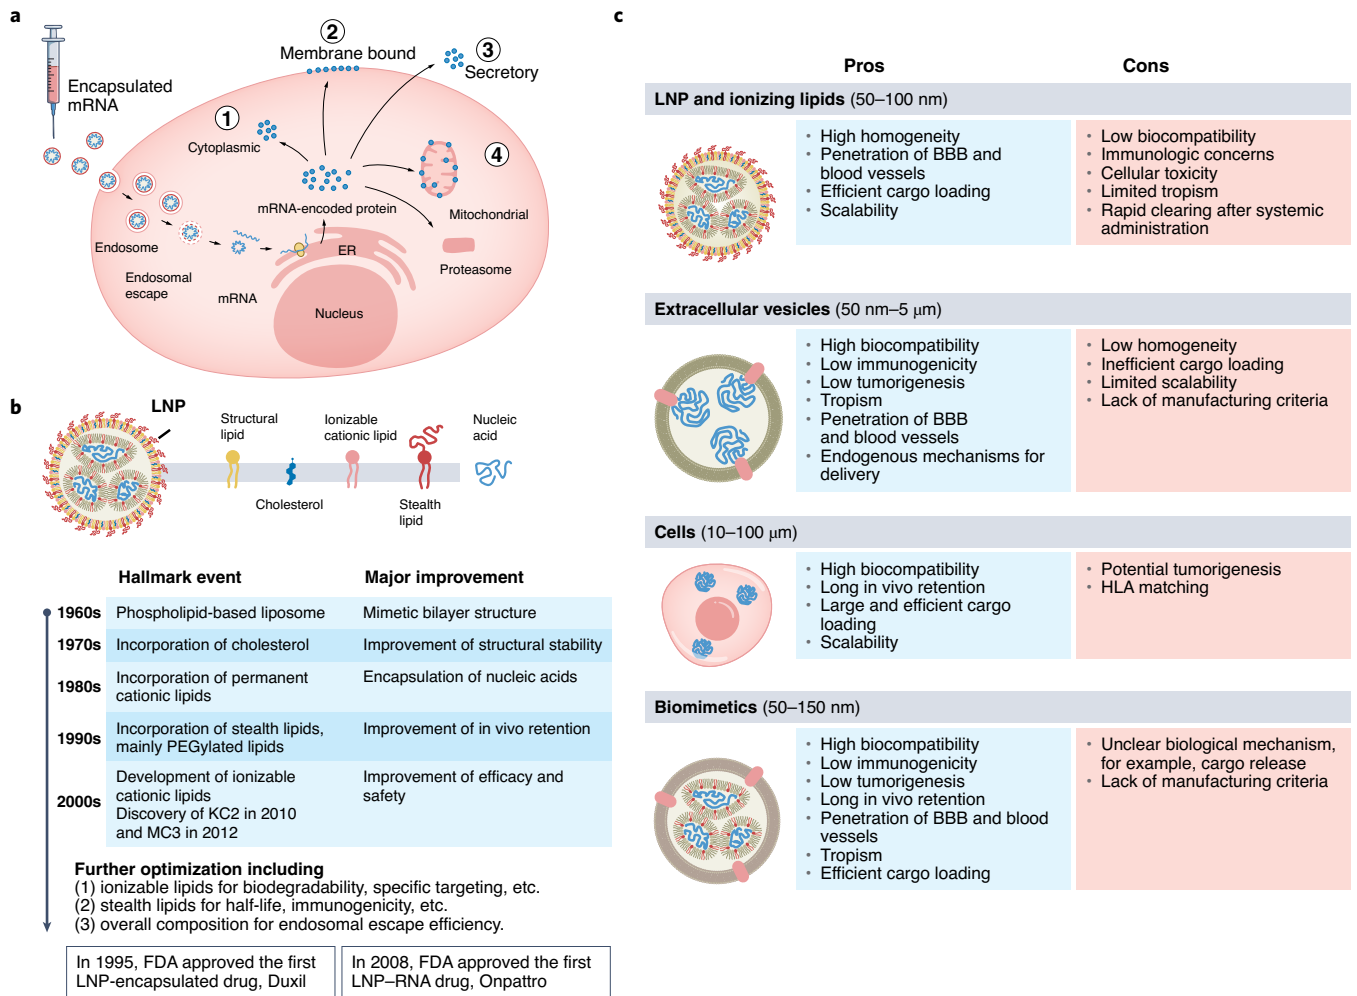 a
2
Membrane bound
3
Secretory
Encapsulated
mRNA
1
Cytoplasmic
4
mRNA-encoded protein
Mitochondrial
Endosome
ER
Proteasome
Endosomal
escape
mRNA
Nucleus
b
LNP
Structural
lipid
Ionizable
cationic lipid
Nucleic
acid
Cholesterol
Stealth
lipid
Hallmark event
Major improvement
1960s
Phospholipid-based liposome
Mimetic bilayer structure
1970s
Incorporation of cholesterol
Improvement of structural stability
1980s
Incorporation of permanent
cationic lipids
Encapsulation of nucleic acids
1990s
Incorporation of stealth lipids,
mainly PEGylated lipids
Improvement of in vivo retention
2000s
Development of ionizable
cationic lipids
Discovery of KC2 in 2010
and MC3 in 2012
Improvement of efficacy and
safety
Further optimization including
(1) ionizable lipids for biodegradability, specific targeting, etc.
(2) stealth lipids for half-life, immunogenicity, etc.
(3) overall composition for endosomal escape efficiency.
In 1995, FDA approved the first
LNP-encapsulated drug, Duxil
In 2008, FDA approved the first
LNP–RNA drug, Onpattro
c
Pros
Cons
LNP and ionizing lipids (50–100 nm)
• High homogeneity
• Penetration of BBB and
blood vessels
• Efficient cargo loading
• Scalability
• Low biocompatibility
• Immunologic concerns
• Cellular toxicity
• Limited tropism
• Rapid clearing after systemic
administration
Extracellular vesicles (50 nm–5 μm)
• High biocompatibility
• Low immunogenicity
• Low tumorigenesis
• Tropism
• Penetration of BBB
and blood vessels
• Endogenous mechanisms for
delivery
• Low homogeneity
• Inefficient cargo loading
• Limited scalability
• Lack of manufacturing criteria
Cells (10–100 μm)
• High biocompatibility
• Long in vivo retention
• Large and efficient cargo
loading
• Scalability
• Potential tumorigenesis
• HLA matching
Biomimetics (50–150 nm)
• High biocompatibility
• Low immunogenicity
• Low tumorigenesis
• Long in vivo retention
• Penetration of BBB and blood
vessels
• Tropism
• Efficient cargo loading
• Unclear biological mechanism,
for example, cargo release
• Lack of manufacturing criteria